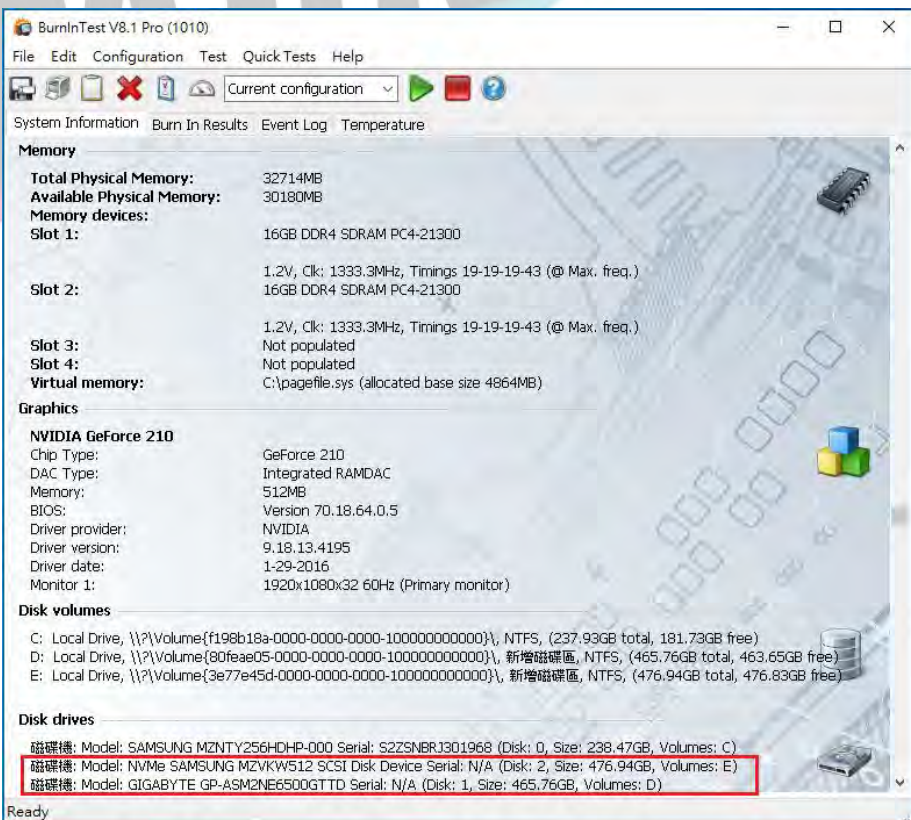 BurnInTest V8.1 Pro (1010)
File Edit Configuration Test Quick Tests Help
Current configuration
System Information Burn In Results Event Log Temperature
Memory
Total Physical Memory: 32714MB
Available Physical Memory: 30180MB
Memory devices:
Slot 1: 16GB DDR4 SDRAM PC4-21300
1.2V, Clk: 1333.3MHz, Timings 19-19-19-43 (@ Max. freq.)
Slot 2: 16GB DDR4 SDRAM PC4-21300
1.2V, Clk: 1333.3MHz, Timings 19-19-19-43 (@ Max. freq.)
Slot 3: Not populated
Slot 4: Not populated
Virtual memory: C:\pagefile.sys (allocated base size 4864MB)
Graphics
NVIDIA GeForce 210
Chip Type: GeForce 210
DAC Type: Integrated RAMDAC
Memory: 512MB
BIOS: Version 70.18.64.0.5
Driver provider: NVIDIA
Driver version: 9.18.13.4195
Driver date: 1-29-2016
Monitor 1: 1920x1080x32 60Hz (Primary monitor)
Disk volumes
C: Local Drive, \\?\Volume{f198b18a-0000-0000-0000-100000000000}\, NTFS, (237.93GB total, 181.73GB free)
D: Local Drive, \\?\Volume{80feae05-0000-0000-0000-100000000000}\, 新增磁碟區, NTFS, (465.76GB total, 463.65GB free)
E: Local Drive, \\?\Volume{3e77e45d-0000-0000-0000-100000000000}\, 新增磁碟區, NTFS, (476.94GB total, 476.83GB free)
Disk drives
磁碟機: Model: SAMSUNG MZNTY256HDHP-000 Serial: S2ZSNBRJ301968 (Disk: 0, Size: 238.47GB, Volumes: C)
磁碟機: Model: NVMe SAMSUNG MZVKW512 SCSI Disk Device Serial: N/A (Disk: 2, Size: 476.94GB, Volumes: E)
磁碟機: Model: GIGABYTE GP-ASM2NE6500GTTD Serial: N/A (Disk: 1, Size: 465.76GB, Volumes: D)
Ready